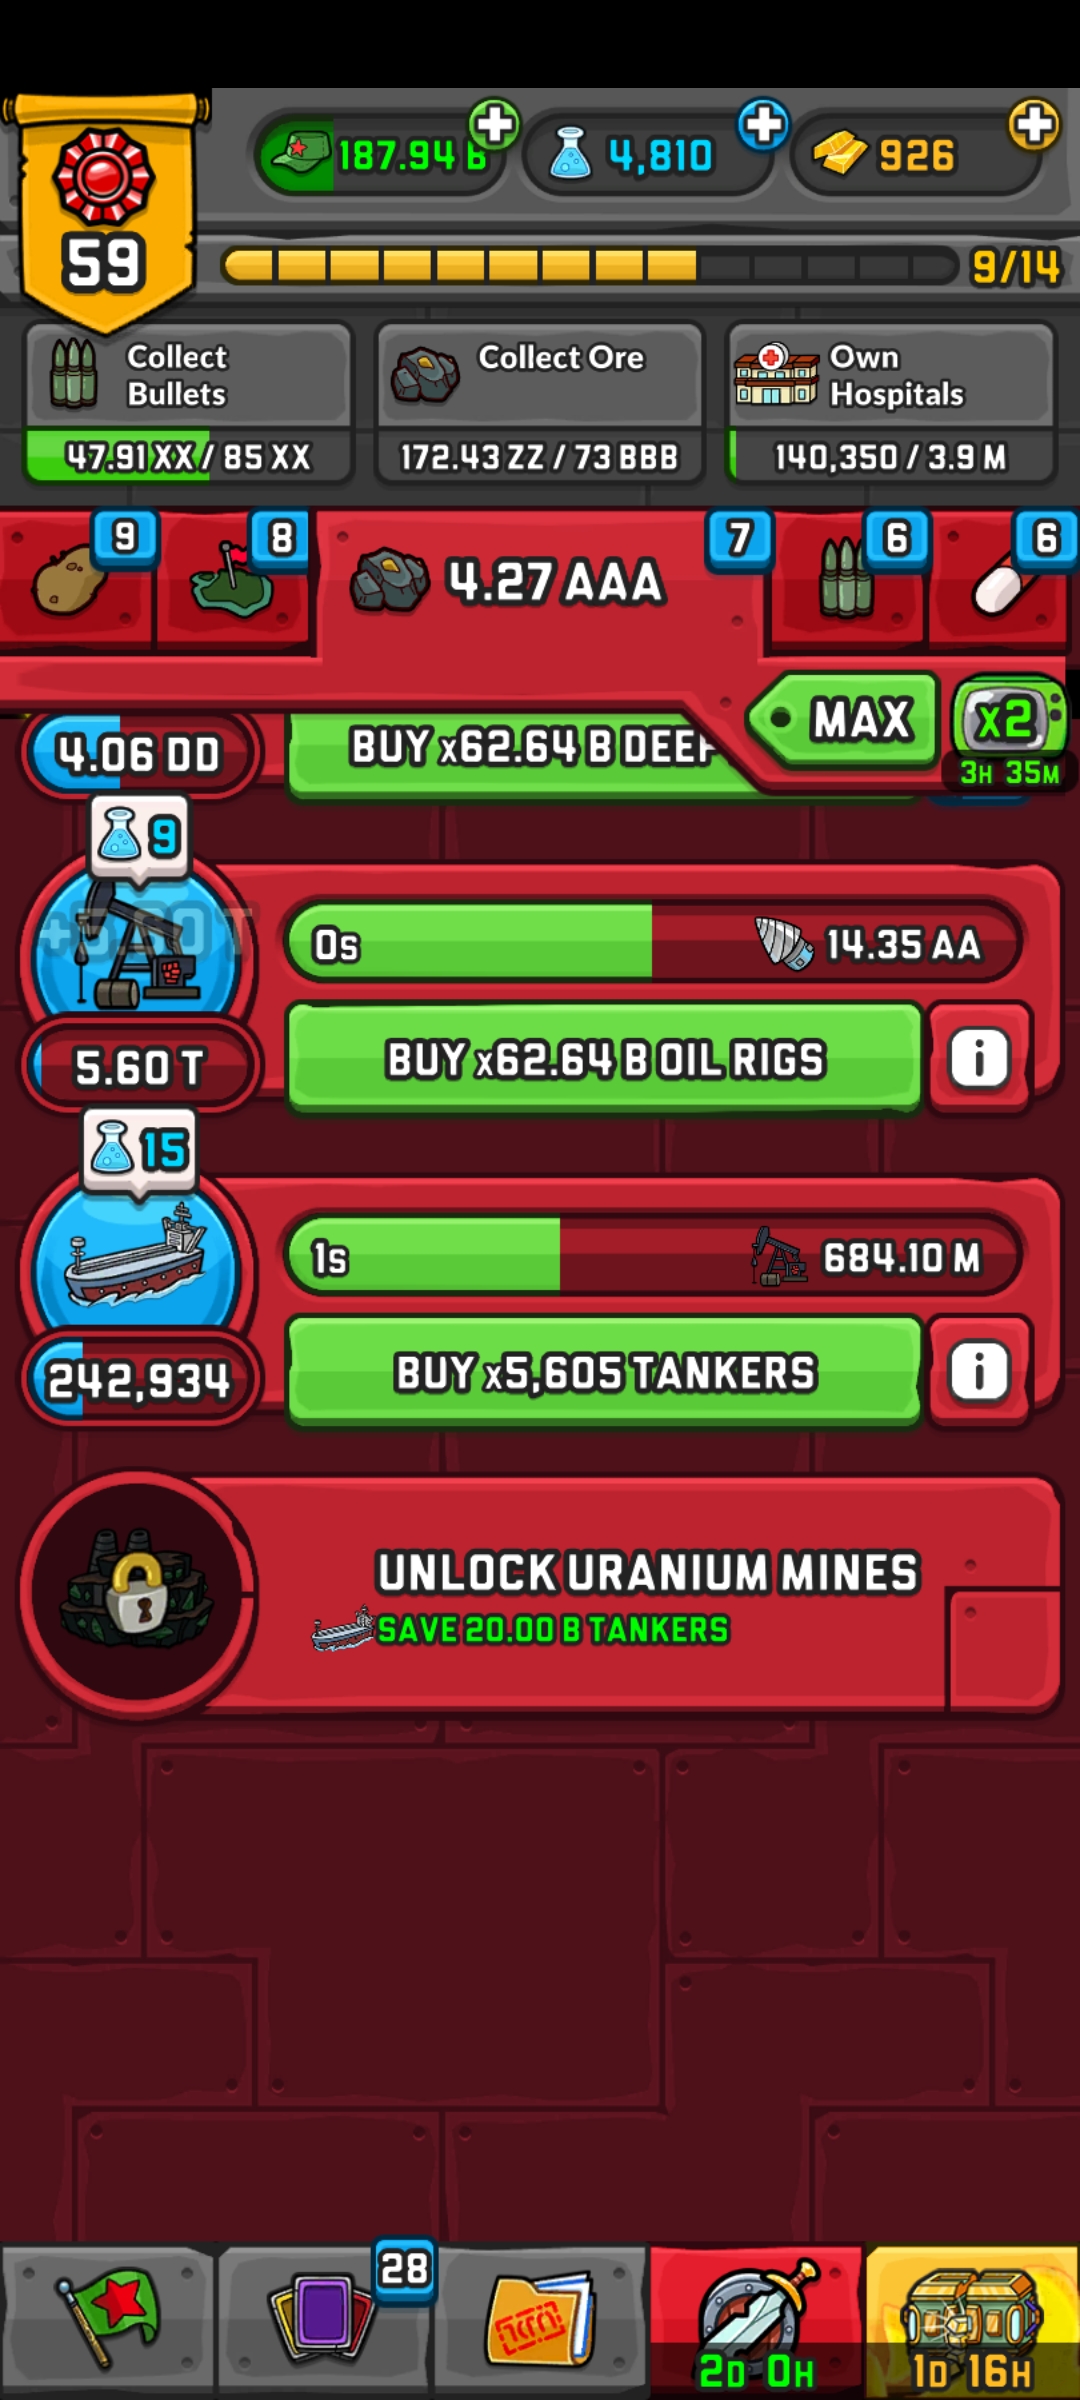 187.94 B
4,810
926
59
9/14
Collect
Bullets
47.91 XX / 85 XX
Collect Ore
172.43 ZZ / 73 BBB
Own
Hospitals
140,350 / 3.9 M
9
8
4.27 AAA
7
6
6
MAX
x2
3H 35M
4.06 DD
BUY x62.64 B DEEP
9
0s
14.35 AA
5.60 T
BUY x62.64 B OIL RIGS
i
15
1s
684.10 M
242,934
BUY x5,605 TANKERS
i
UNLOCK URANIUM MINES
SAVE 20.00 B TANKERS
28
2D 0H
1D 16H